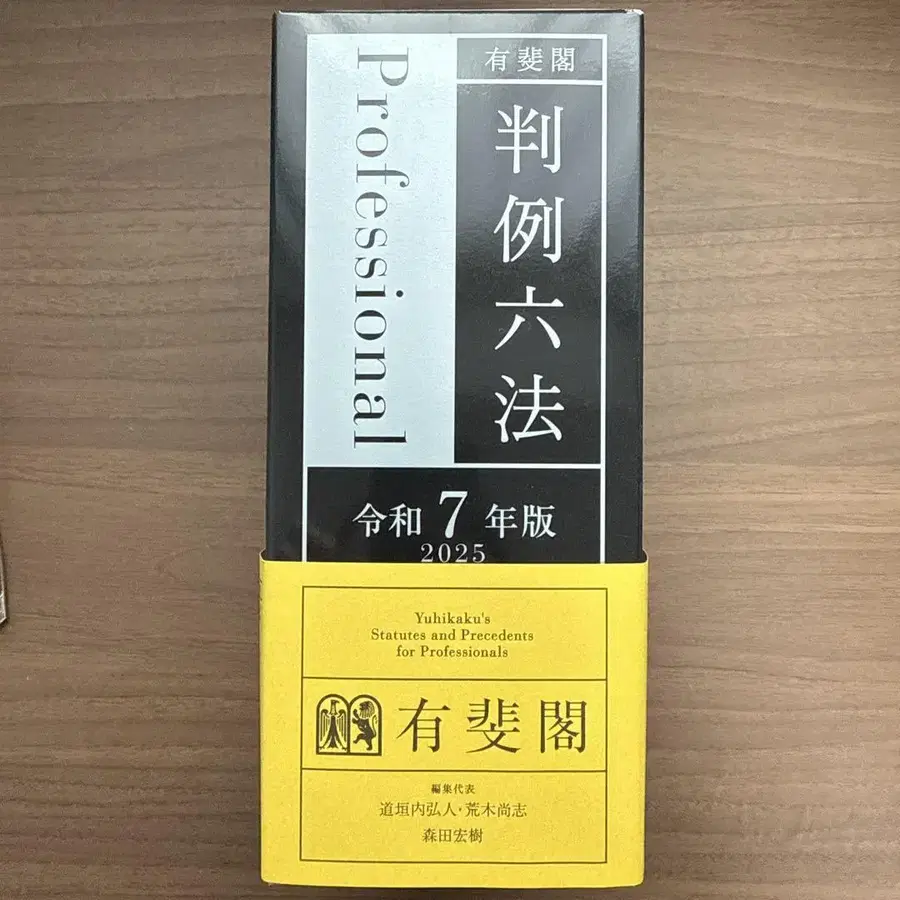 有斐閣
判例六法
Professional
令和7年版
2025
Yuhikaku's
Statutes and Precedents
for Professionals
有斐閣
編集代表
道垣内弘人・荒木尚志
森田宏樹